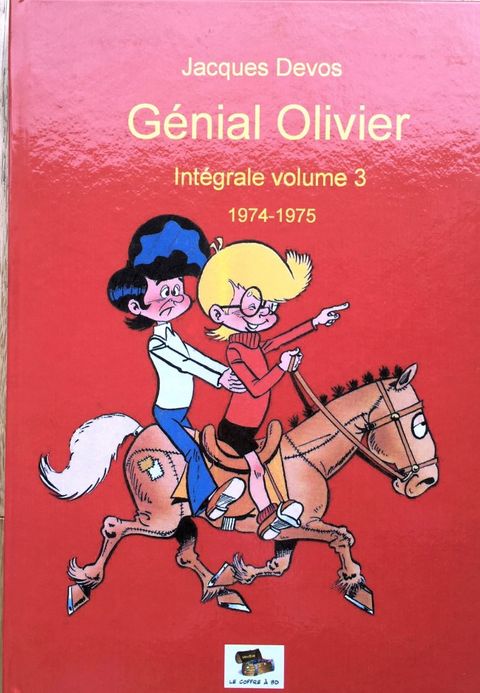 Jacques Devos
Génial Olivier
Intégrale volume 3
1974-1975
LE COFFRE À BD